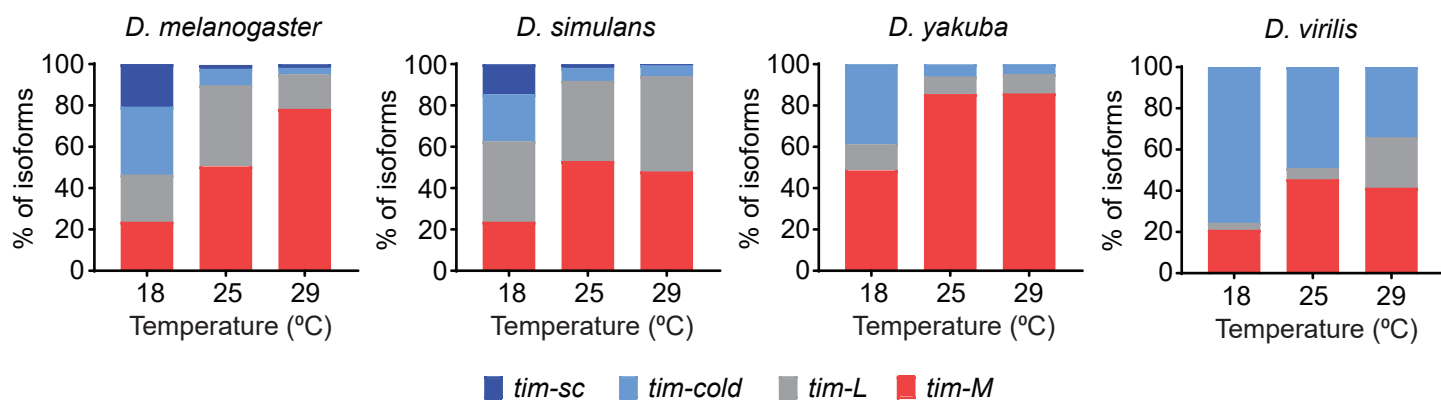 D. melanogaster
D. simulans
D. yakuba
D. virilis
% of isoforms
100
80
60
40
20
0
18 25 29
Temperature (ºC)
% of isoforms
100
80
60
40
20
0
18 25 29
Temperature (ºC)
% of isoforms
100
80
60
40
20
0
18 25 29
Temperature (ºC)
% of isoforms
100
80
60
40
20
0
18 25 29
Temperature (ºC)
tim-sc tim-cold tim-L tim-M